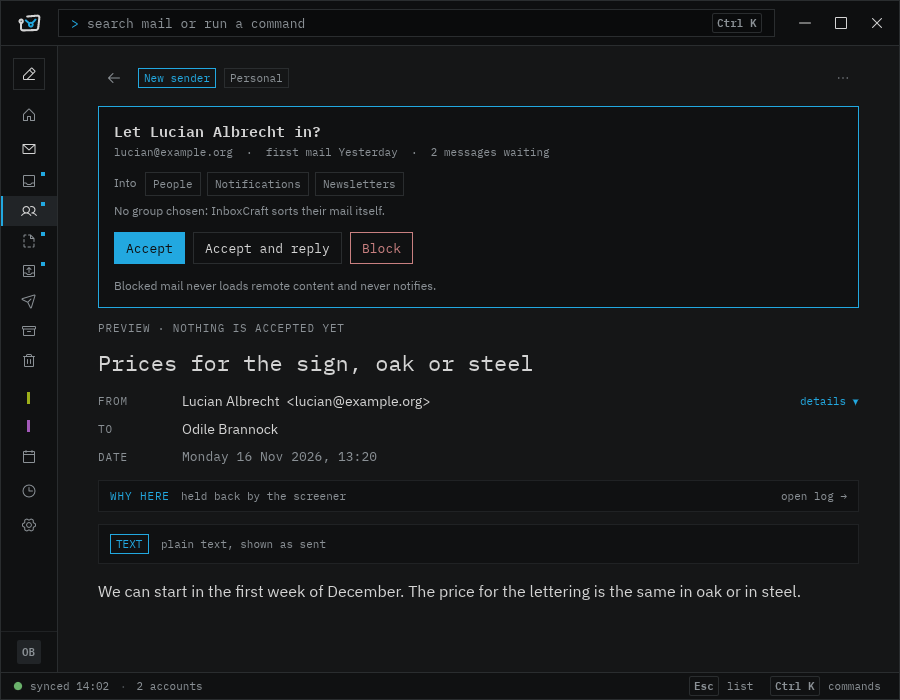 > search mail or run a command Ctrl K
New sender Personal ···
Let Lucian Albrecht in?
lucian@example.org · first mail Yesterday · 2 messages waiting
Into People Notifications Newsletters
No group chosen: InboxCraft sorts their mail itself.
Accept Accept and reply Block
Blocked mail never loads remote content and never notifies.
PREVIEW · NOTHING IS ACCEPTED YET
Prices for the sign, oak or steel
FROM Lucian Albrecht <lucian@example.org> details ▾
TO Odile Brannock
DATE Monday 16 Nov 2026, 13:20
WHY HERE held back by the screener open log →
TEXT plain text, shown as sent
We can start in the first week of December. The price for the lettering is the same in oak or in steel.
OB
synced 14:02 · 2 accounts Esc list Ctrl K commands